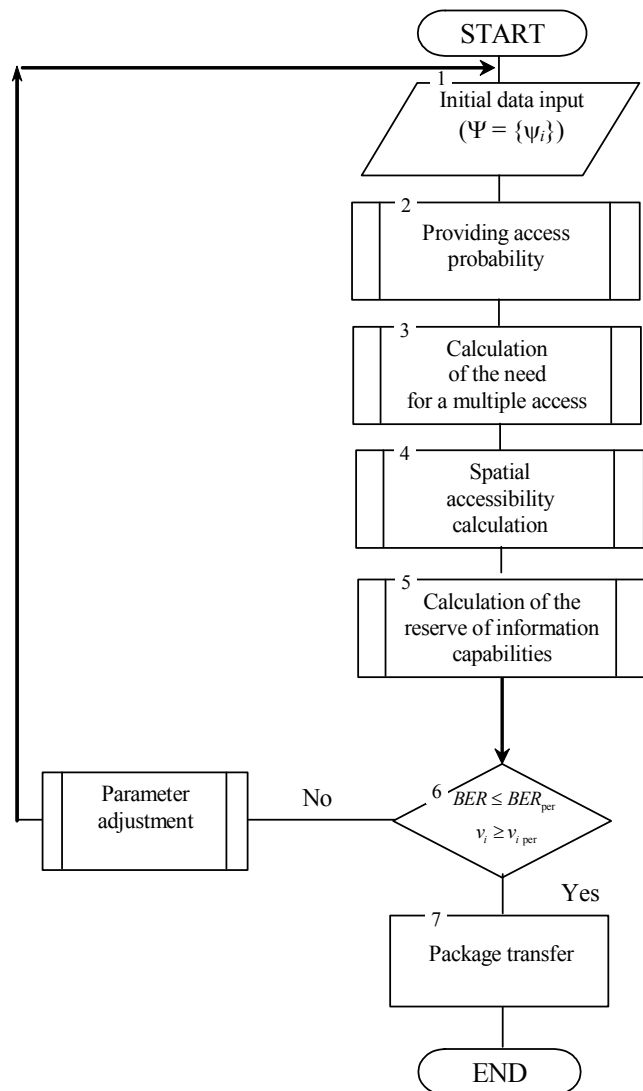 START
1
Initial data input
(Ψ = {ψi})
2
Providing access
probability
3
Calculation
of the need
for a multiple access
4
Spatial
accessibility
calculation
5
Calculation of the
reserve of information
capabilities
6
BER ≤ BERper
vi ≥ vi per
No
Parameter
adjustment
Yes
7
Package transfer
END